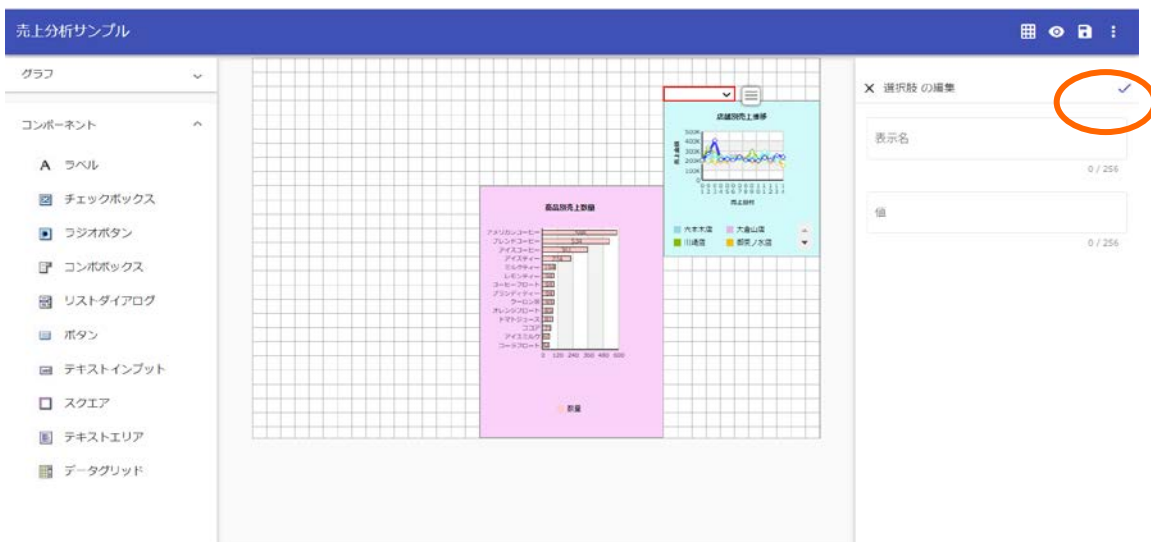 売上分析サンプル
グラフ
コンポーネント
A ラベル
チェックボックス
ラジオボタン
コンボボックス
リストダイアログ
ボタン
テキストインプット
スクエア
テキストエリア
データグリッド
店舗別売上推移
500K
400K
300K
200K
100K
0
売上金額
売上日付
六本木店 大倉山店
川崎店 御茶ノ水店
商品別売上数量
アメリカンコーヒー
ブレンドコーヒー
アイスコーヒー
アイスティー
ミルクティー
レモンティー
コーヒーフロート
ブランディティー
ウーロン茶
オレンジフロート
トマトジュース
ココア
アイスミルク
コーラフロート
0 120 240 360 480 600
数量
選択肢 の編集
表示名
0 / 256
値
0 / 256